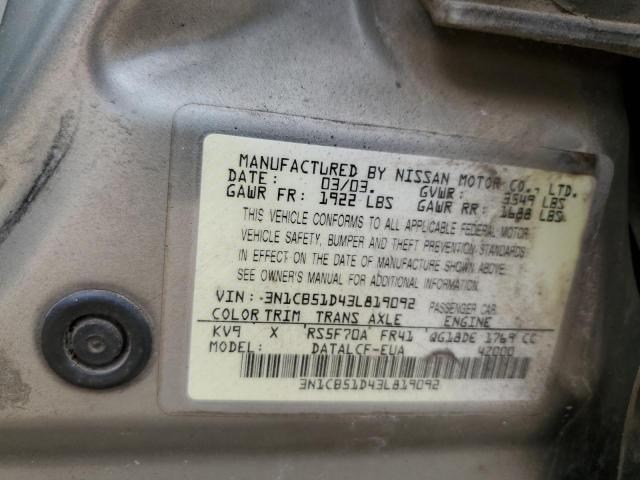 MANUFACTURED BY NISSAN MOTOR CO., LTD.
DATE: 03/03. GVWR: 3549 LBS
GAWR FR: 1922 LBS GAWR RR: 1688 LBS
THIS VEHICLE CONFORMS TO ALL APPLICABLE FEDERAL MOTOR
VEHICLE SAFETY, BUMPER AND THEFT PREVENTION STANDARDS
IN EFFECT ON THE DATE OF MANUFACTURE SHOWN ABOVE.
SEE OWNER'S MANUAL FOR ADDITIONAL INFORMATION.
VIN: 3N1CB51D43L819092 PASSENGER CAR.
COLOR TRIM TRANS AXLE ENGINE
KV9 X RS5F70A FR41 QG18DE 1769 CC
MODEL: DATALCF-EUA 42000
3N1CB51D43L819092